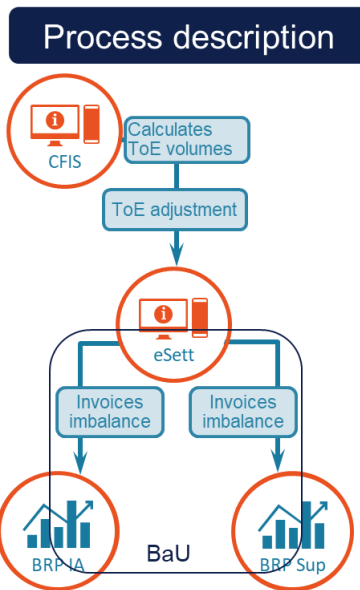 Process description
CFIS
Calculates
ToE volumes
ToE adjustment
eSett
Invoices
imbalance
Invoices
imbalance
BRP IA
BaU
BRP Sup